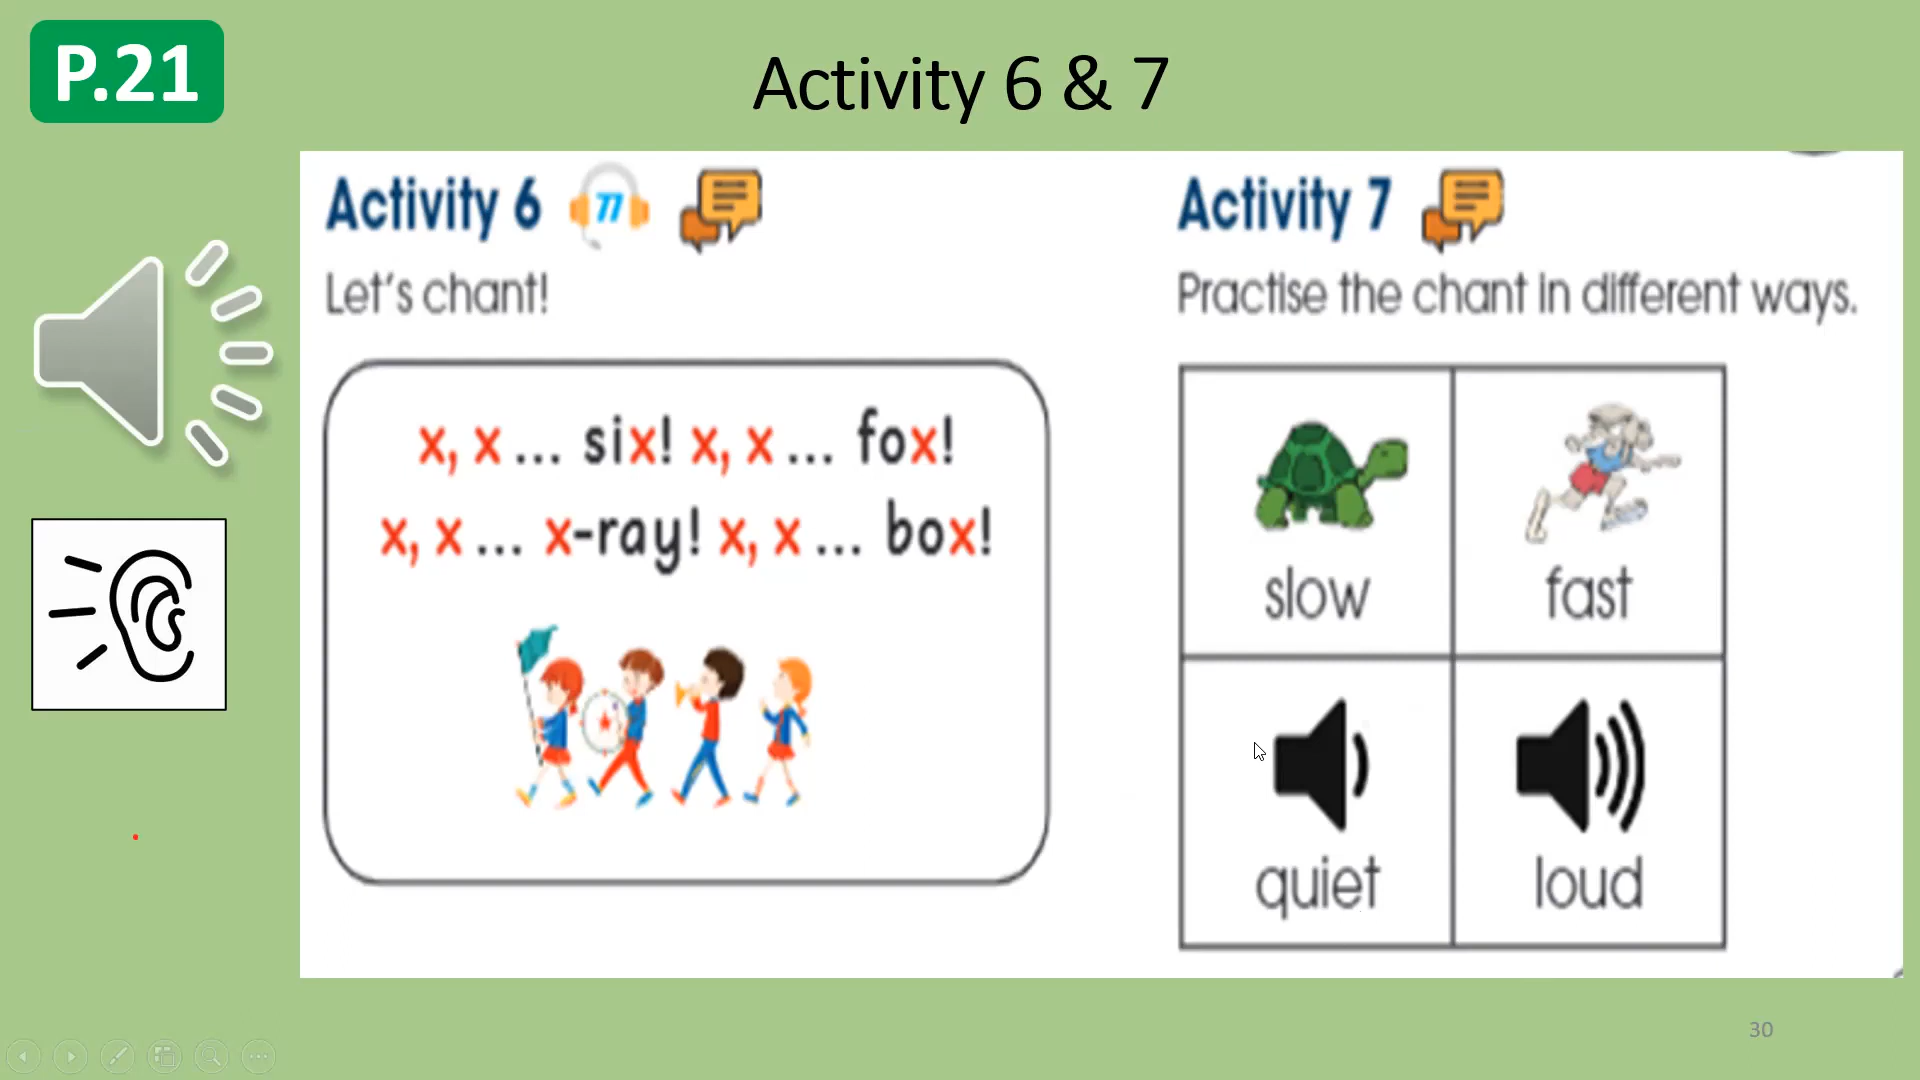 P.21
Activity 6 & 7
Activity 6 77
Let's chant!
x, x ... six! x, x ... fox!
x, x ... x-ray! x, x ... box!
Activity 7
Practise the chant in different ways.
slow
fast
quiet
loud
30